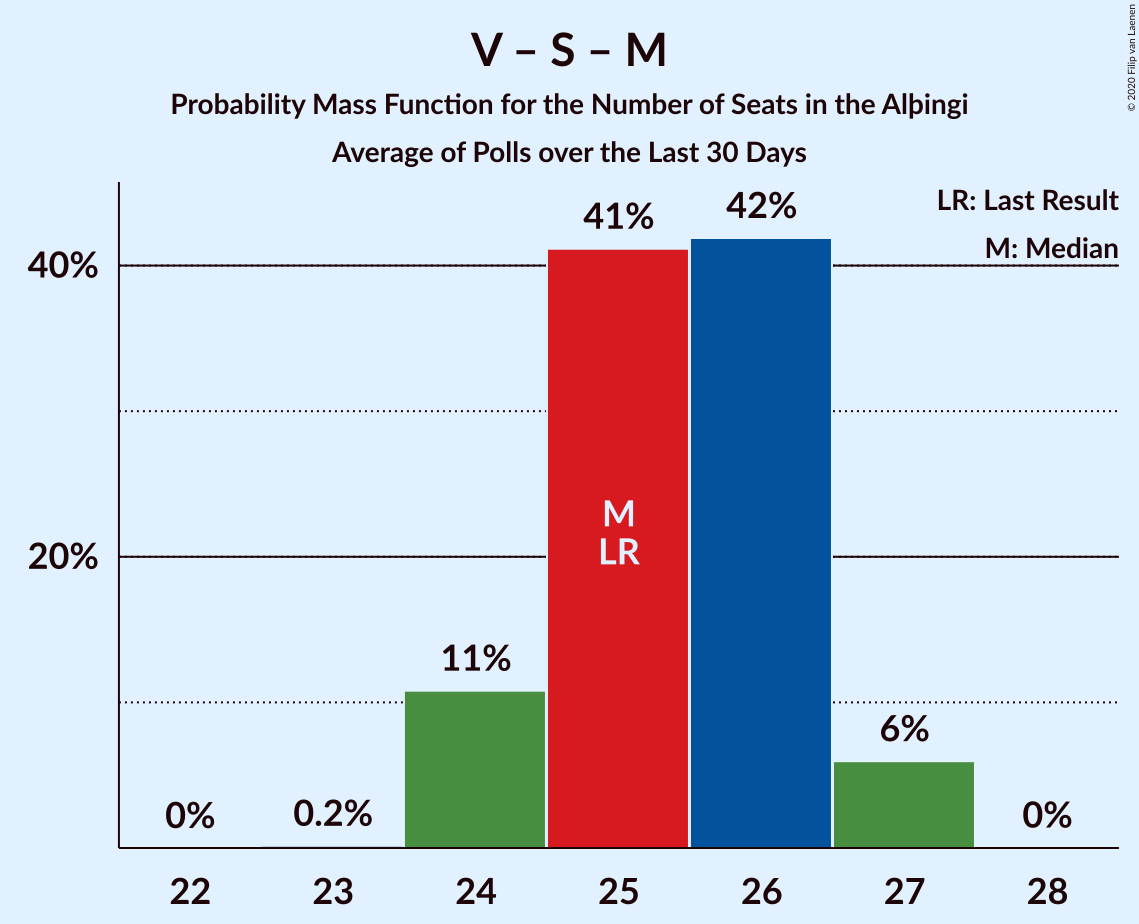 V – S – M
Probability Mass Function for the Number of Seats in the Alþingi
Average of Polls over the Last 30 Days
© 2020 Filip van Laenen
LR: Last Result
M: Median
40%
20%
0%
0.2%
11%
41%
42%
6%
0%
M
LR
22
23
24
25
26
27
28